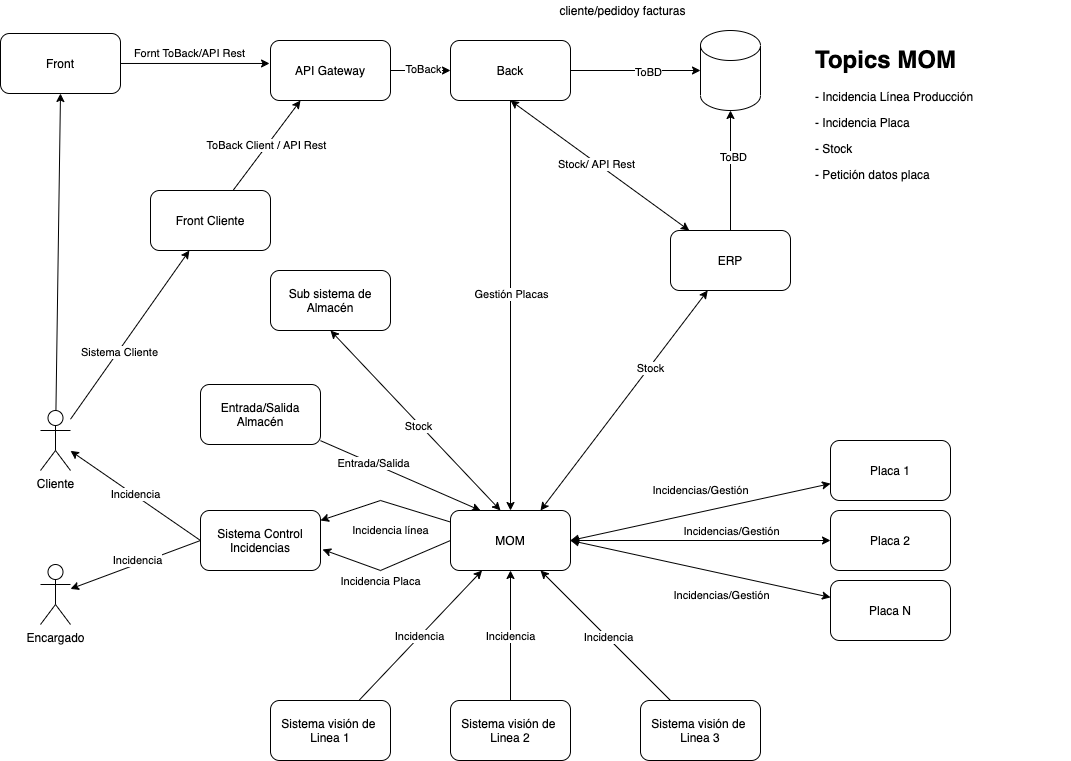 cliente/pedidoy facturas
Front
Fornt ToBack/API Rest
API Gateway
ToBack
Back
ToBD
Topics MOM
- Incidencia Línea Producción
- Incidencia Placa
- Stock
- Petición datos placa
ToBack Client / API Rest
Stock/ API Rest
ToBD
Front Cliente
ERP
Sub sistema de
Almacén
Gestión Placas
Sistema Cliente
Stock
Entrada/Salida
Almacén
Stock
Entrada/Salida
Cliente
Incidencia
Incidencias/Gestión
Placa 1
Sistema Control
Incidencias
Incidencia línea
MOM
Incidencias/Gestión
Placa 2
Incidencia
Incidencia Placa
Incidencias/Gestión
Placa N
Encargado
Incidencia
Incidencia
Incidencia
Sistema visión de
Linea 1
Sistema visión de
Linea 2
Sistema visión de
Linea 3